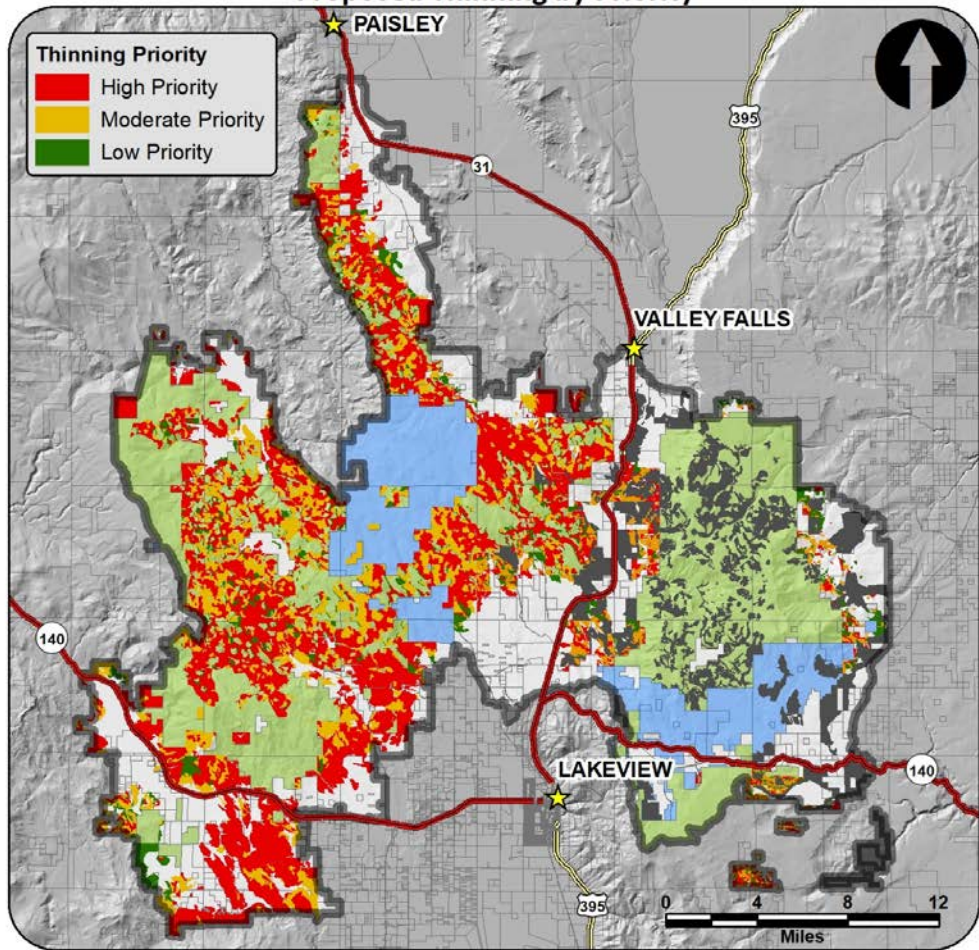 PAISLEY
Thinning Priority
High Priority
Moderate Priority
Low Priority
395
31
VALLEY FALLS
140
LAKEVIEW
140
395
0 4 8 12
Miles